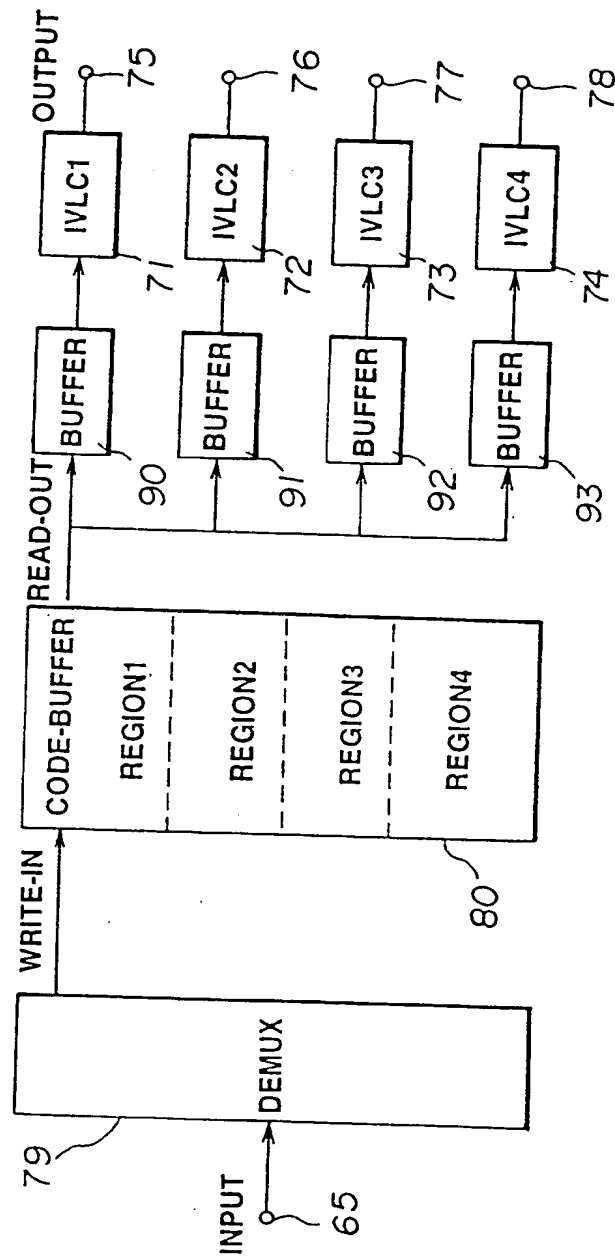 INPUT
65
79
DEMUX
WRITE-IN
CODE-BUFFER
REGION1
REGION2
REGION3
REGION4
80
READ-OUT
BUFFER
90
BUFFER
91
BUFFER
92
BUFFER
93
IVLC1
71
IVLC2
72
IVLC3
73
IVLC4
74
OUTPUT
75
76
77
78